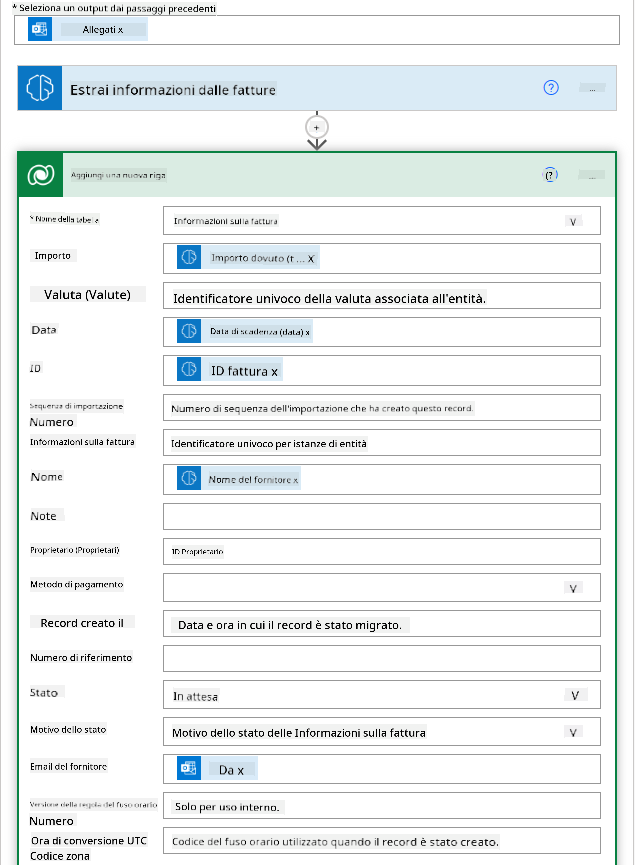 * Seleziona un output dai passaggi precedenti
Allegati x
Estrai informazioni dalle fatture
?
...
+
Aggiungi una nuova riga
(?
...
* Nome della tabella
Informazioni sulla fattura
V
Importo
Importo dovuto (t ... X
Valuta (Valute)
Identificatore univoco della valuta associata all'entità.
Data
Data di scadenza (data) x
ID
ID fattura x
Sequenza di importazione
Numero
Numero di sequenza dell'importazione che ha creato questo record.
Informazioni sulla fattura
Identificatore univoco per istanze di entità
Nome
Nome del fornitore x
Note
Proprietario (Proprietari)
ID Proprietario
Metodo di pagamento
V
Record creato il
Data e ora in cui il record è stato migrato.
Numero di riferimento
Stato
In attesa
V
Motivo dello stato
Motivo dello stato delle Informazioni sulla fattura
V
Email del fornitore
Da x
Versione della regola del fuso orario
Numero
Solo per uso interno.
Ora di conversione UTC
Codice zona
Codice del fuso orario utilizzato quando il record è stato creato.